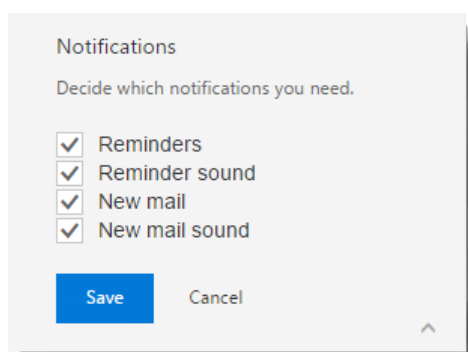 Notifications
Decide which notifications you need.
Reminders
Reminder sound
New mail
New mail sound
Save Cancel